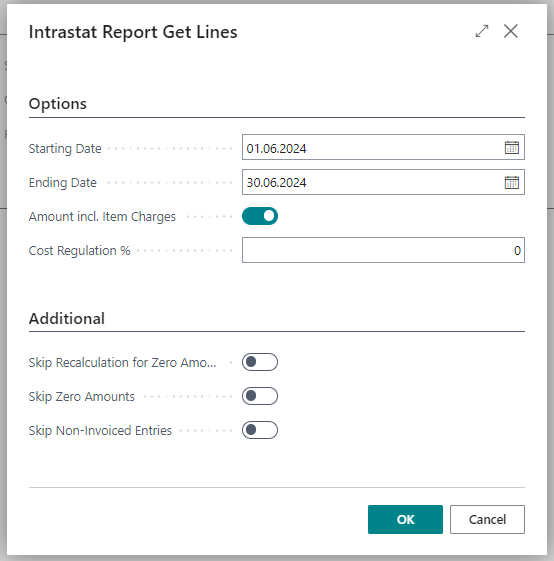 Intrastat Report Get Lines
Options
Starting Date 01.06.2024
Ending Date 30.06.2024
Amount incl. Item Charges
Cost Regulation % 0
Additional
Skip Recalculation for Zero Amo...
Skip Zero Amounts
Skip Non-Invoiced Entries
OK Cancel